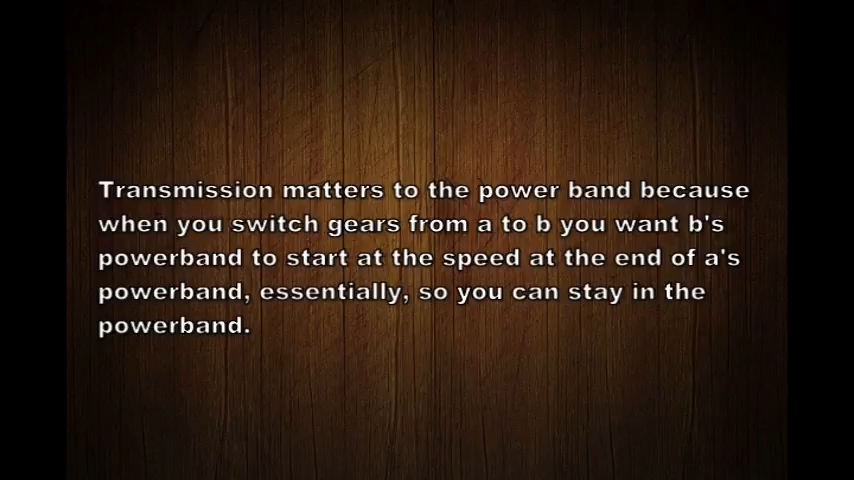 Transmission matters to the power band because
when you switch gears from a to b you want b's
powerband to start at the speed at the end of a's
powerband, essentially, so you can stay in the
powerband.